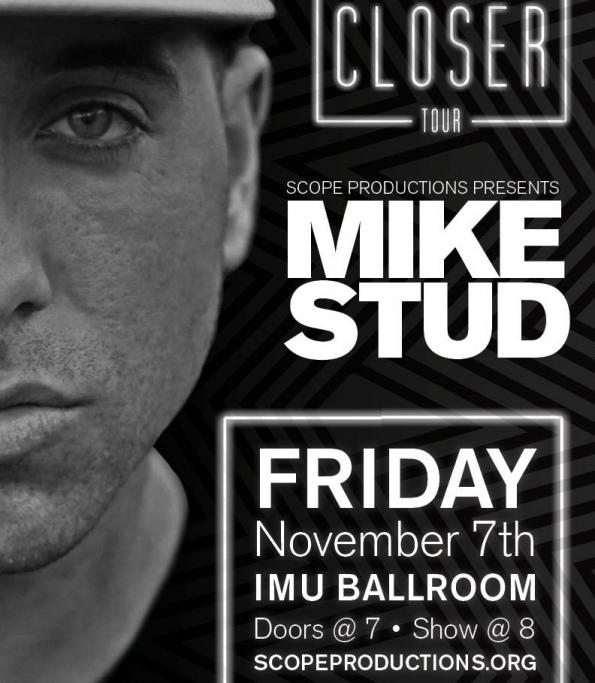 CLOSER
TOUR
SCOPE PRODUCTIONS PRESENTS
MIKE
STUD
FRIDAY
November 7th
IMU BALLROOM
Doors @ 7 • Show @ 8
SCOPEPRODUCTIONS.ORG